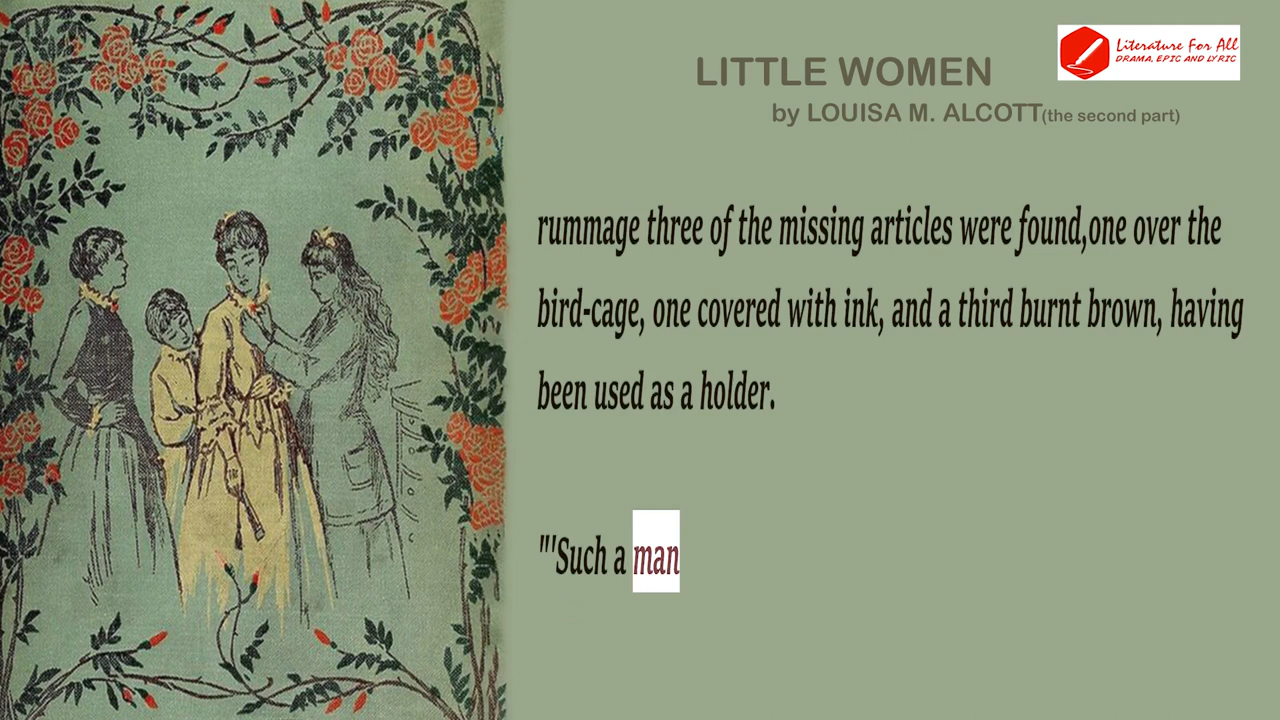 LITTLE WOMEN
by LOUISA M. ALCOTT(the second part)
Literature For All
DRAMA, EPIC AND LYRIC
rummage three of the missing articles were found,one over the
bird-cage, one covered with ink, and a third burnt brown, having
been used as a holder.
"'Such a man